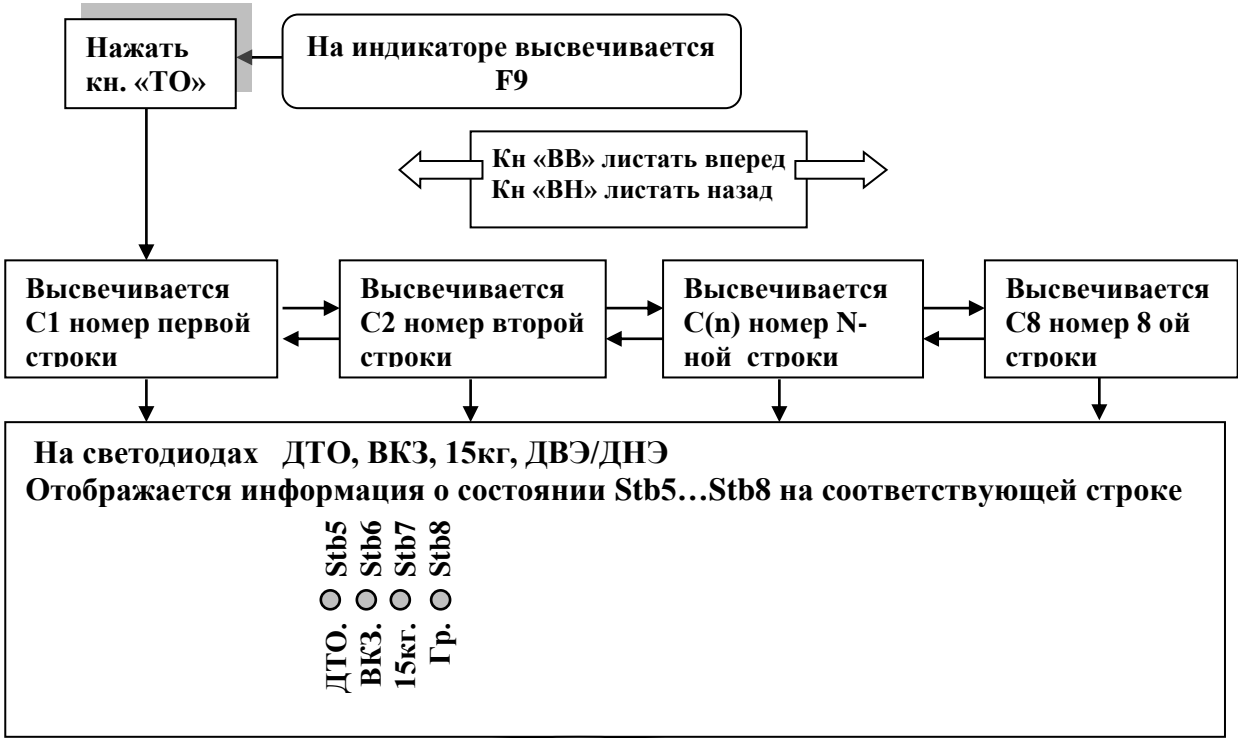 Нажать
кн. «ТО»
На индикаторе высвечивается
F9
Кн «ВВ» листать вперед
Кн «ВН» листать назад
Высвечивается
С1 номер первой
строки
Высвечивается
С2 номер второй
строки
Высвечивается
С(n) номер N-
ной строки
Высвечивается
С8 номер 8 ой
строки
На светодиодах ДТО, ВКЗ, 15кг, ДВЭ/ДНЭ
Отображается информация о состоянии Stb5…Stb8 на соответствующей строке
ДТО. Stb5
ВКЗ. Stb6
15кг. Stb7
Гр. Stb8